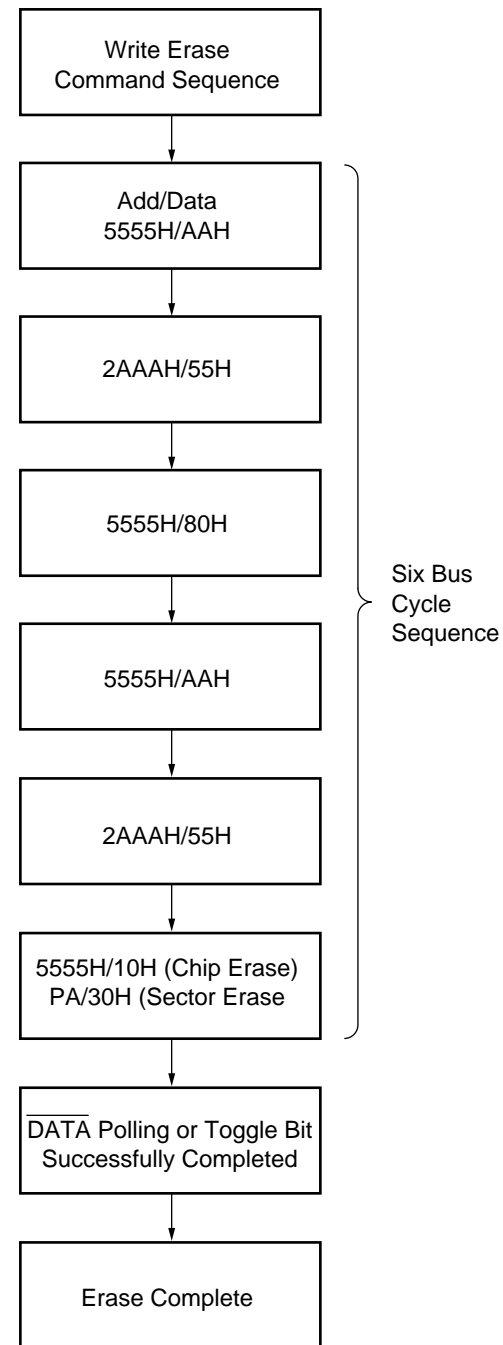 Write Erase
Command Sequence
Add/Data
5555H/AAH
2AAAH/55H
5555H/80H
5555H/AAH
2AAAH/55H
5555H/10H (Chip Erase)
PA/30H (Sector Erase
Six Bus
Cycle
Sequence
DATA Polling or Toggle Bit
Successfully Completed
Erase Complete